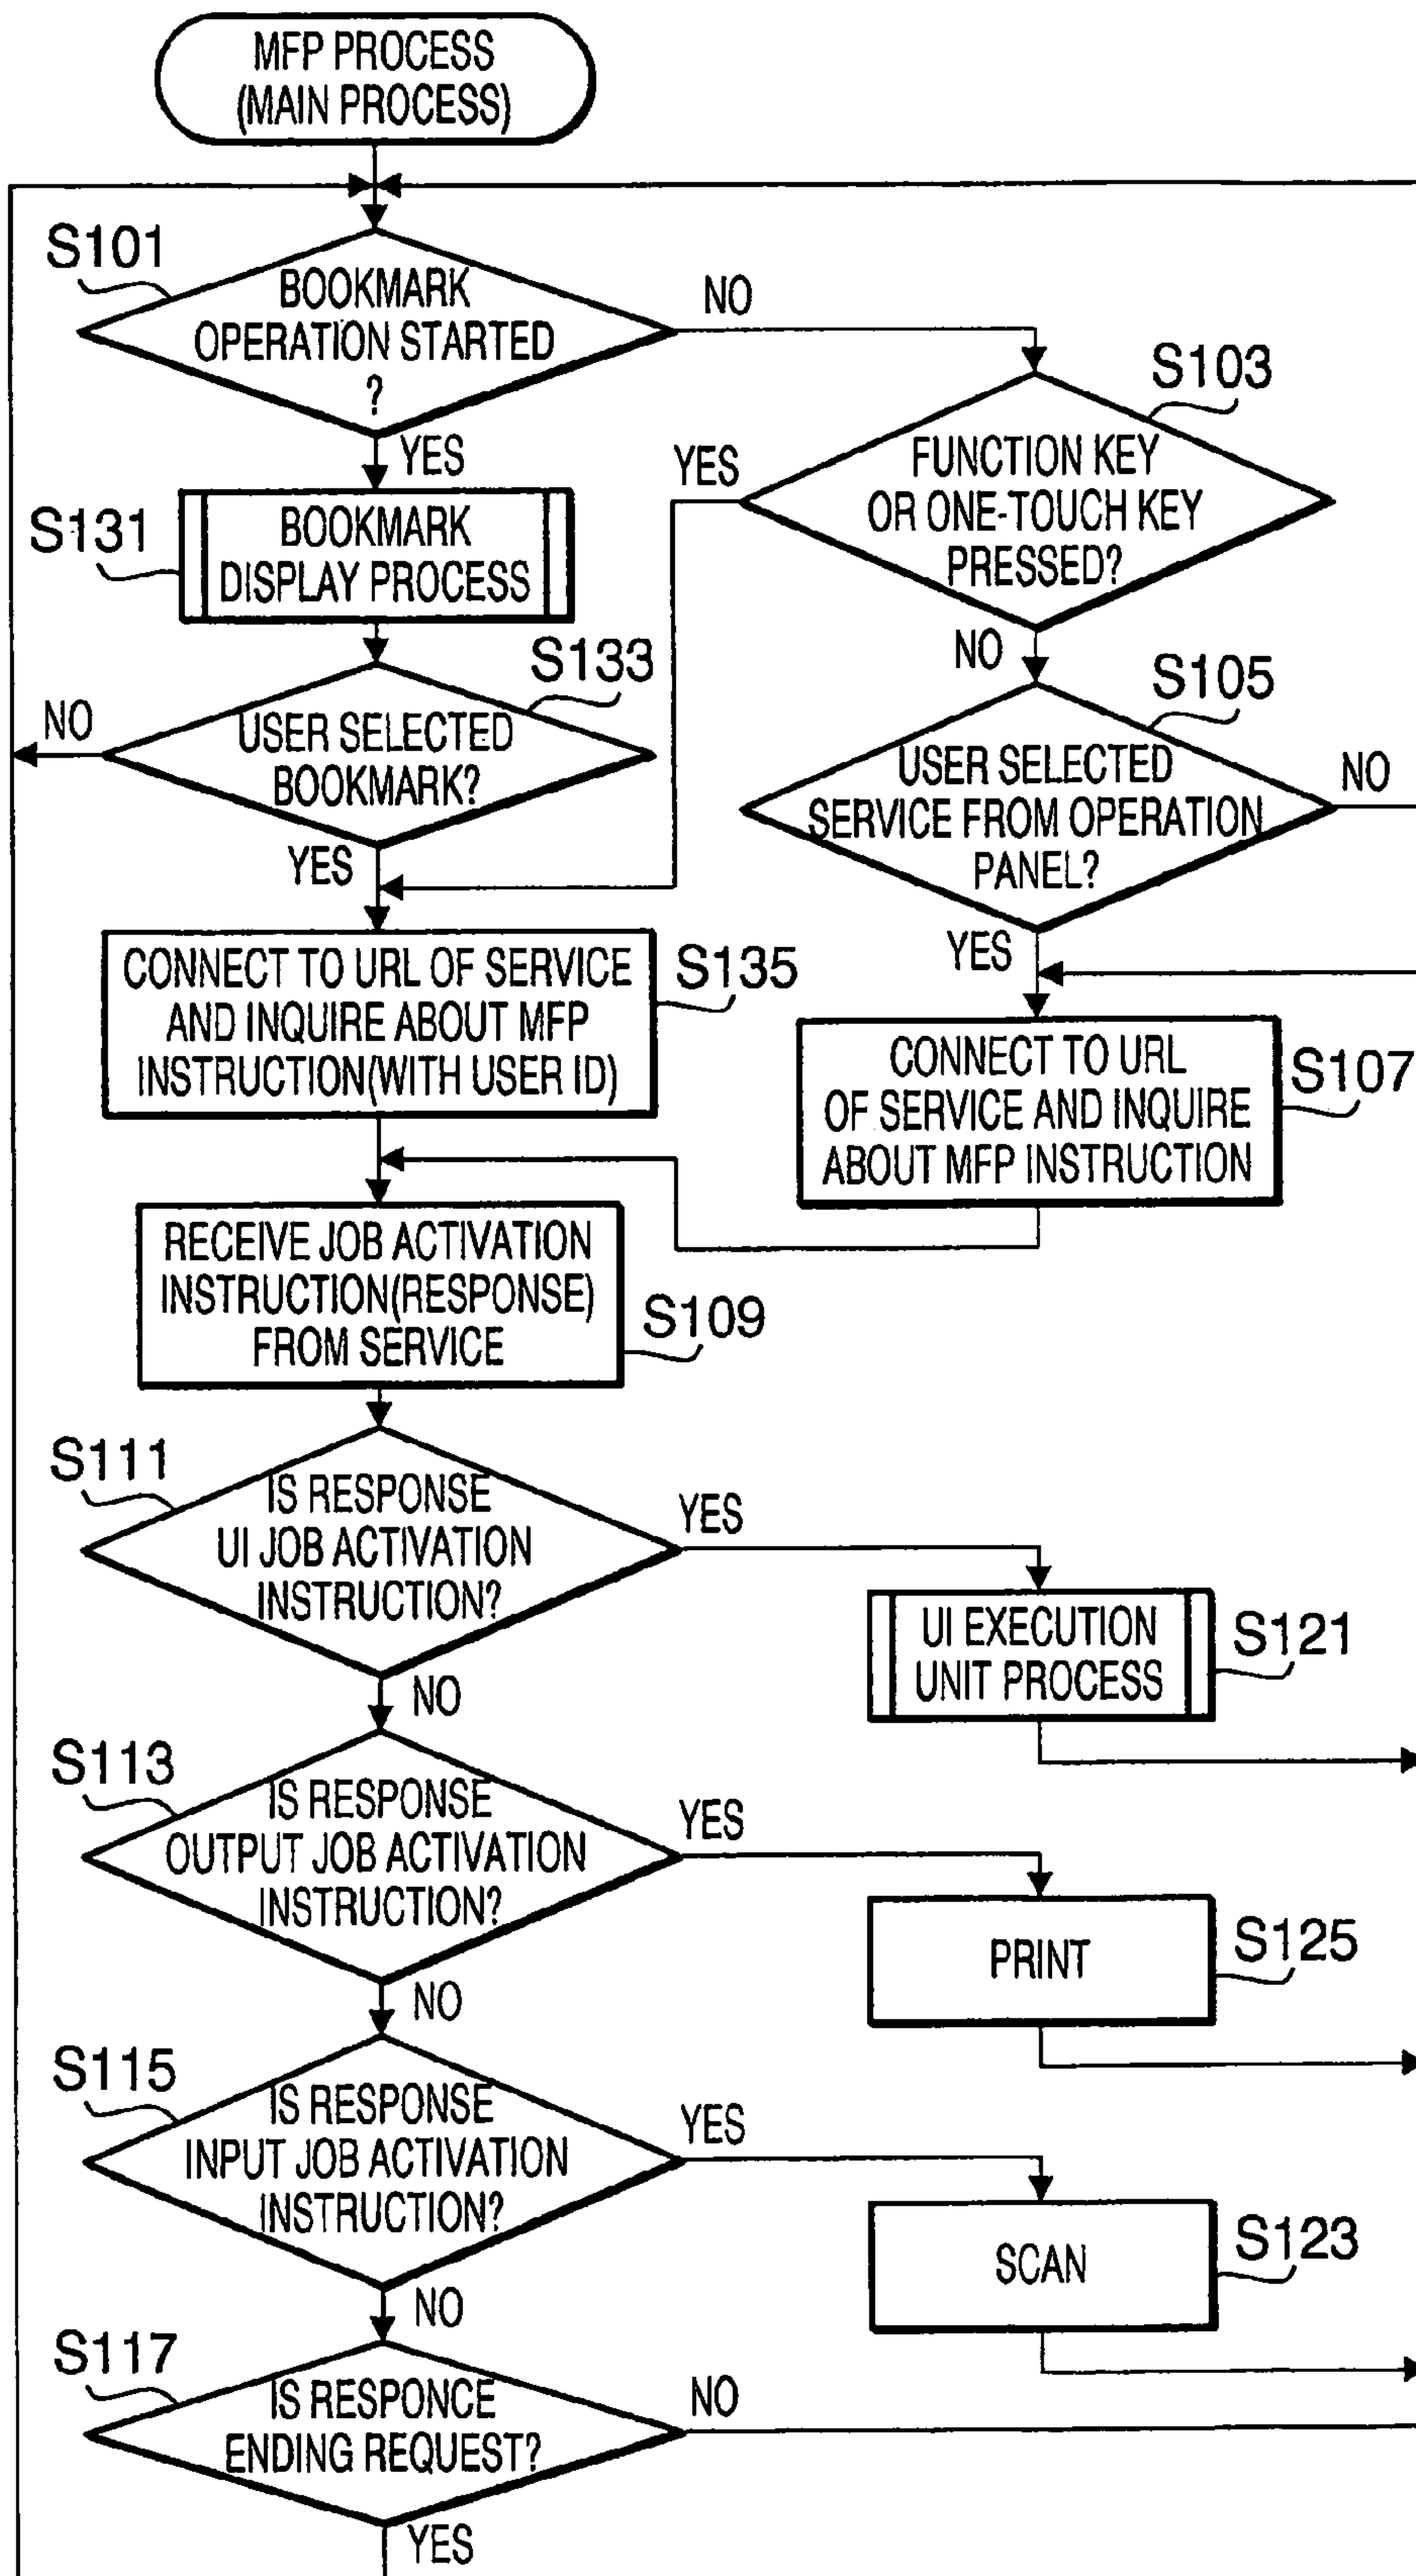 MFP PROCESS
(MAIN PROCESS)
S101
BOOKMARK
OPERATION STARTED
?
NO
YES
S103
FUNCTION KEY
OR ONE-TOUCH KEY
PRESSED?
YES
NO
S131
BOOKMARK
DISPLAY PROCESS
S133
USER SELECTED
BOOKMARK?
NO
YES
S105
USER SELECTED
SERVICE FROM OPERATION
PANEL?
NO
YES
S135
CONNECT TO URL OF SERVICE
AND INQUIRE ABOUT MFP
INSTRUCTION(WITH USER ID)
S107
CONNECT TO URL
OF SERVICE AND INQUIRE
ABOUT MFP INSTRUCTION
RECEIVE JOB ACTIVATION
INSTRUCTION(RESPONSE)
FROM SERVICE
S109
S111
IS RESPONSE
UI JOB ACTIVATION
INSTRUCTION?
YES
NO
UI EXECUTION
UNIT PROCESS
S121
S113
IS RESPONSE
OUTPUT JOB ACTIVATION
INSTRUCTION?
YES
NO
PRINT
S125
S115
IS RESPONSE
INPUT JOB ACTIVATION
INSTRUCTION?
YES
NO
SCAN
S123
S117
IS RESPONCE
ENDING REQUEST?
NO
YES